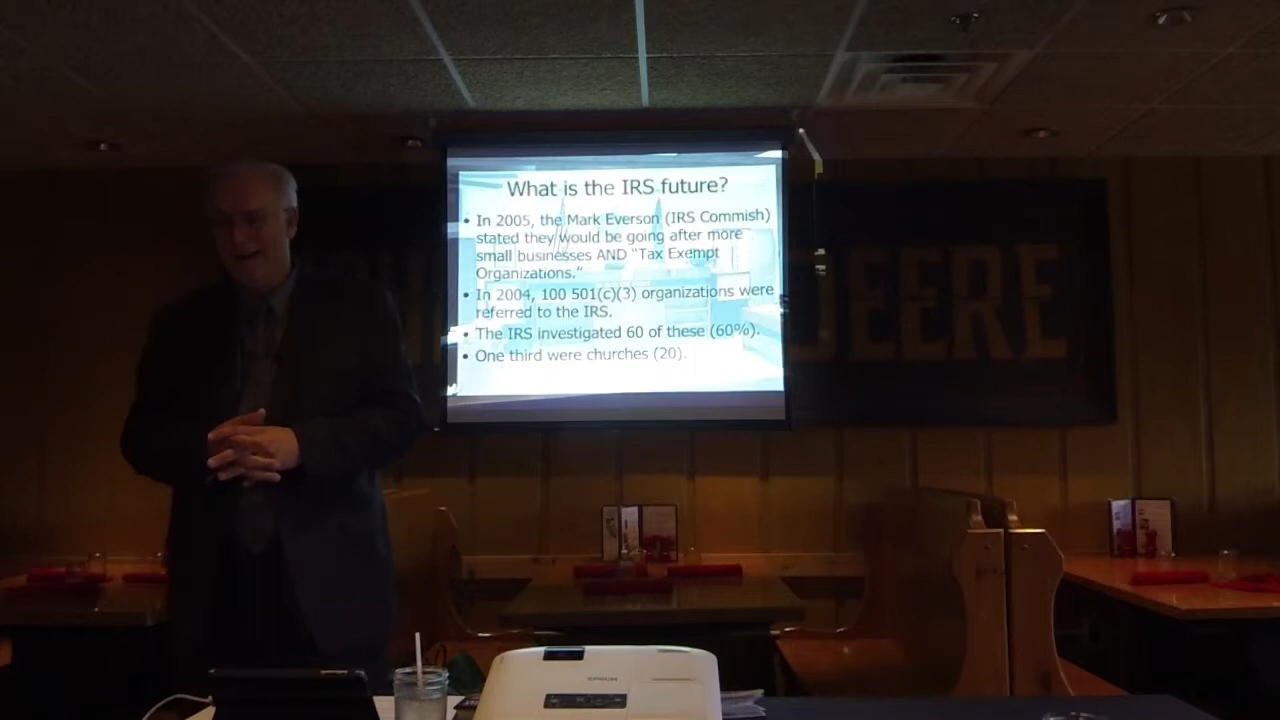 What is the IRS future?
• In 2005, the Mark Everson (IRS Commish)
stated they would be going after more
small businesses AND "Tax Exempt
Organizations."
• In 2004, 100 501(c)(3) organizations were
referred to the IRS.
• The IRS investigated 60 of these (60%).
• One third were churches (20).
DEERE